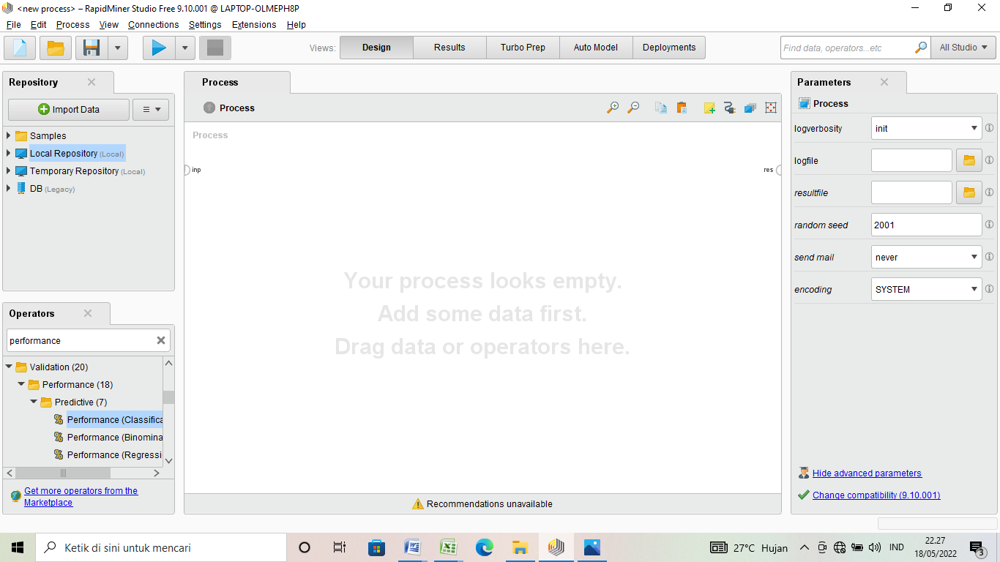 <new process> – RapidMiner Studio Free 9.10.001 @ LAPTOP-OLMEPH8P
File Edit Process View Connections Settings Extensions Help
Views: Design Results Turbo Prep Auto Model Deployments Find data, operators...etc All Studio
Repository
Import Data
Samples
Local Repository (Local)
Temporary Repository (Local)
DB (Legacy)
Operators
performance
Validation (20)
Performance (18)
Predictive (7)
Performance (Classifica
Performance (Binomina
Performance (Regressi
Get more operators from the
Marketplace
Process
Process
Process
inp
res
Your process looks empty.
Add some data first.
Drag data or operators here.
Recommendations unavailable
Parameters
Process
logverbosity init
logfile
resultfile
random seed 2001
send mail never
encoding SYSTEM
Hide advanced parameters
Change compatibility (9.10.001)
Ketik di sini untuk mencari
27°C Hujan
IND
22.27
18/05/2022
3